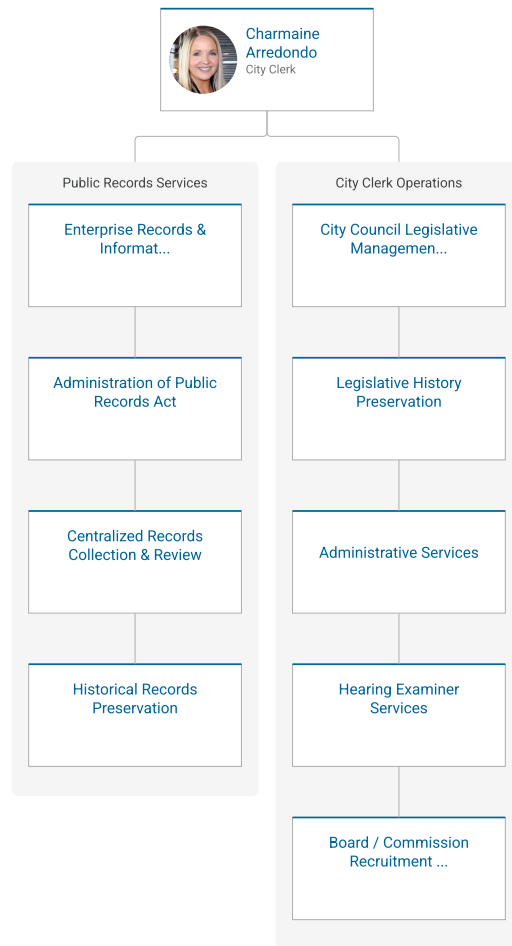 Charmaine
Arredondo
City Clerk
Public Records Services
Enterprise Records &
Informat...
Administration of Public
Records Act
Centralized Records
Collection & Review
Historical Records
Preservation
City Clerk Operations
City Council Legislative
Managemen...
Legislative History
Preservation
Administrative Services
Hearing Examiner
Services
Board / Commission
Recruitment ...